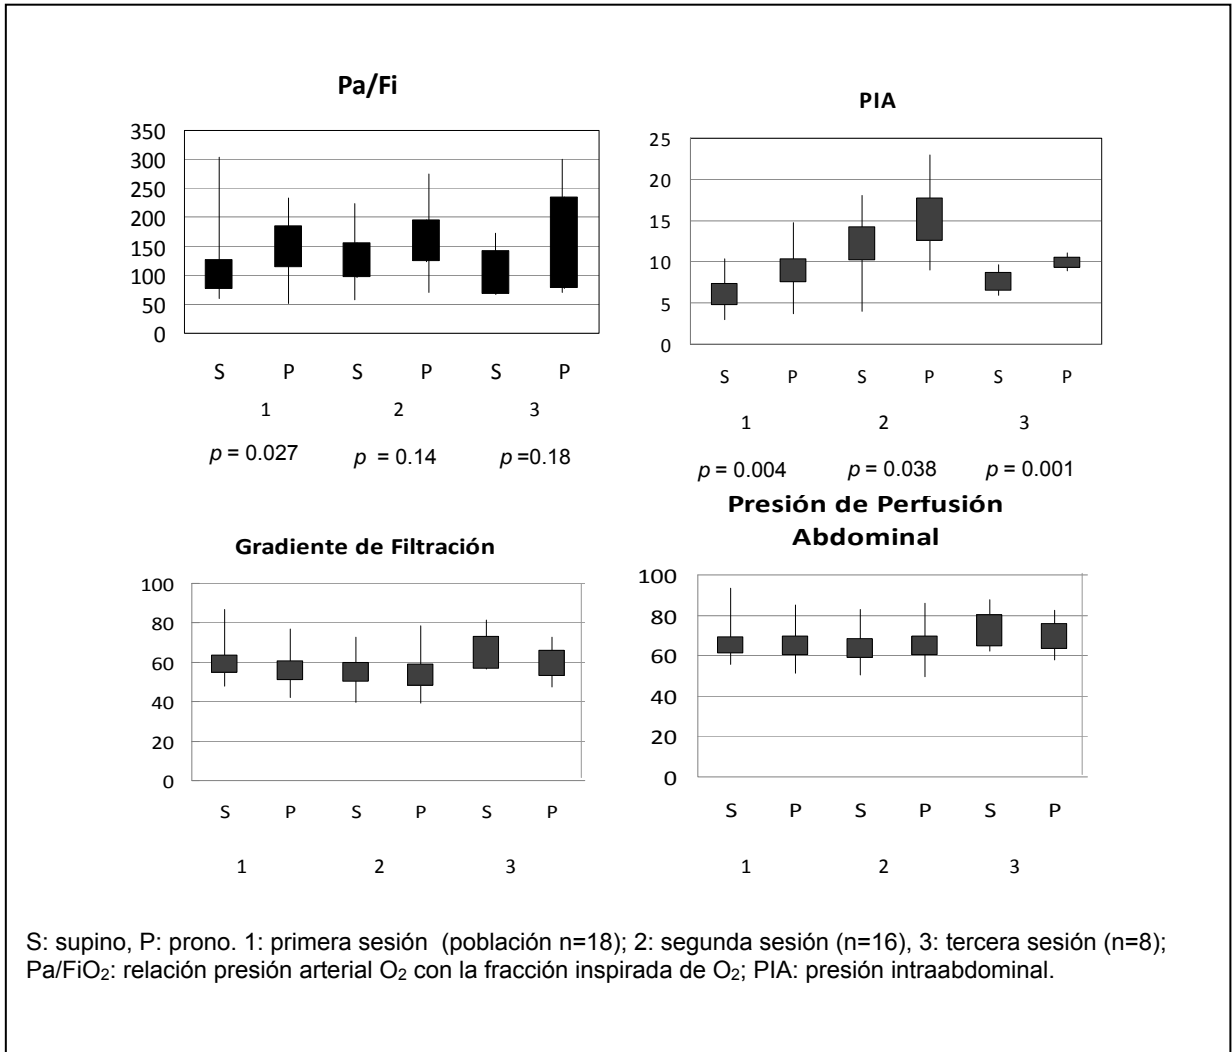 Pa/Fi
350
300
250
200
150
100
50
0
S P S P S P
1 2 3
p = 0.027 p = 0.14 p =0.18
PIA
25
20
15
10
5
0
S P S P S P
1 2 3
p = 0.004 p = 0.038 p = 0.001
Gradiente de Filtración
100
80
60
40
20
0
S P S P S P
1 2 3
Presión de Perfusión
Abdominal
100
80
60
40
20
0
S P S P S P
1 2 3
S: supino, P: prono. 1: primera sesión (población n=18); 2: segunda sesión (n=16), 3: tercera sesión (n=8);
Pa/FiO₂: relación presión arterial O₂ con la fracción inspirada de O₂; PIA: presión intraabdominal.